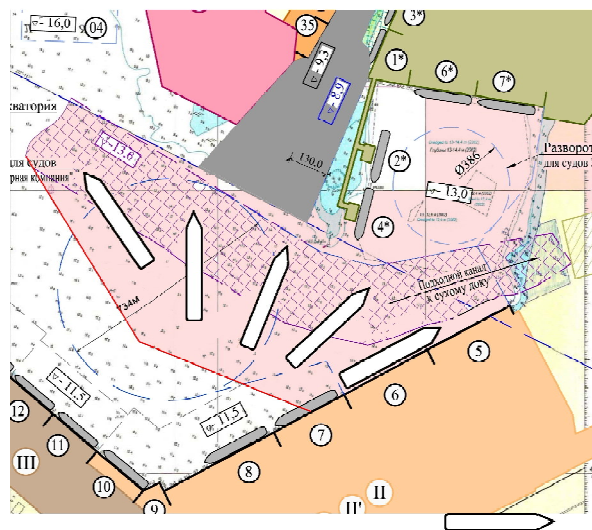 ▽- 16,0
04
35
3*
1*
6*
7*
▽ -9,5
▽ -8,9
кватория
▽-13,6
для судов
рная компания
130,0
2*
4*
Ø386
▽- 13,0
Разворот
для судов
Подходной канал
к сухому доку
734м
5
6
7
8
9
10
11
12
▽- 11,5
▽- 11,5
III
II
II'